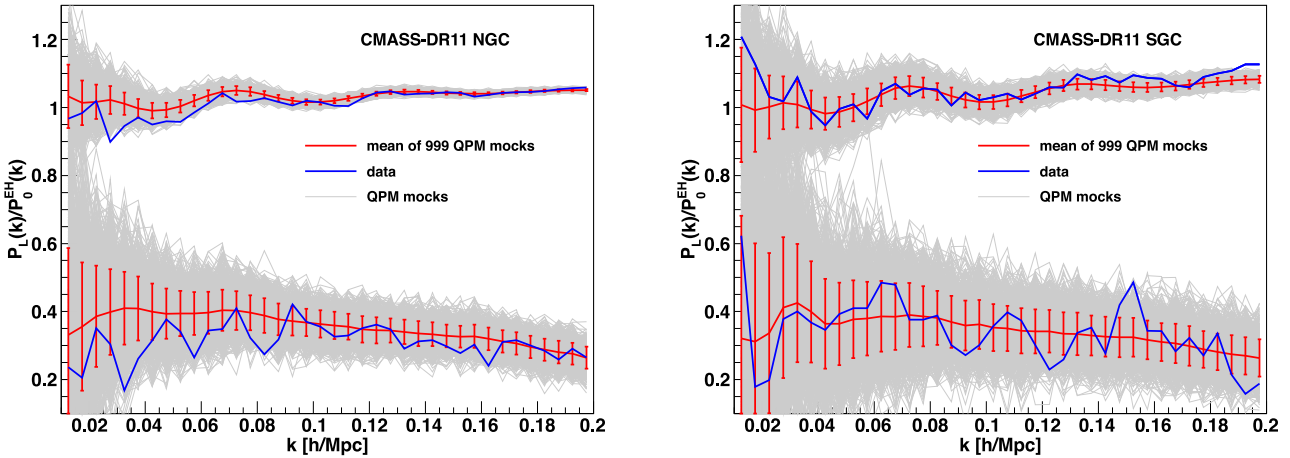 CMASS-DR11 NGC
mean of 999 QPM mocks
data
QPM mocks
P_L(k)/P_0^EH(k)
1.2
1
0.8
0.6
0.4
0.2
0.02 0.04 0.06 0.08 0.1 0.12 0.14 0.16 0.18 0.2
k [h/Mpc]
CMASS-DR11 SGC
mean of 999 QPM mocks
data
QPM mocks
P_L(k)/P_0^EH(k)
1.2
1
0.8
0.6
0.4
0.2
0.02 0.04 0.06 0.08 0.1 0.12 0.14 0.16 0.18 0.2
k [h/Mpc]